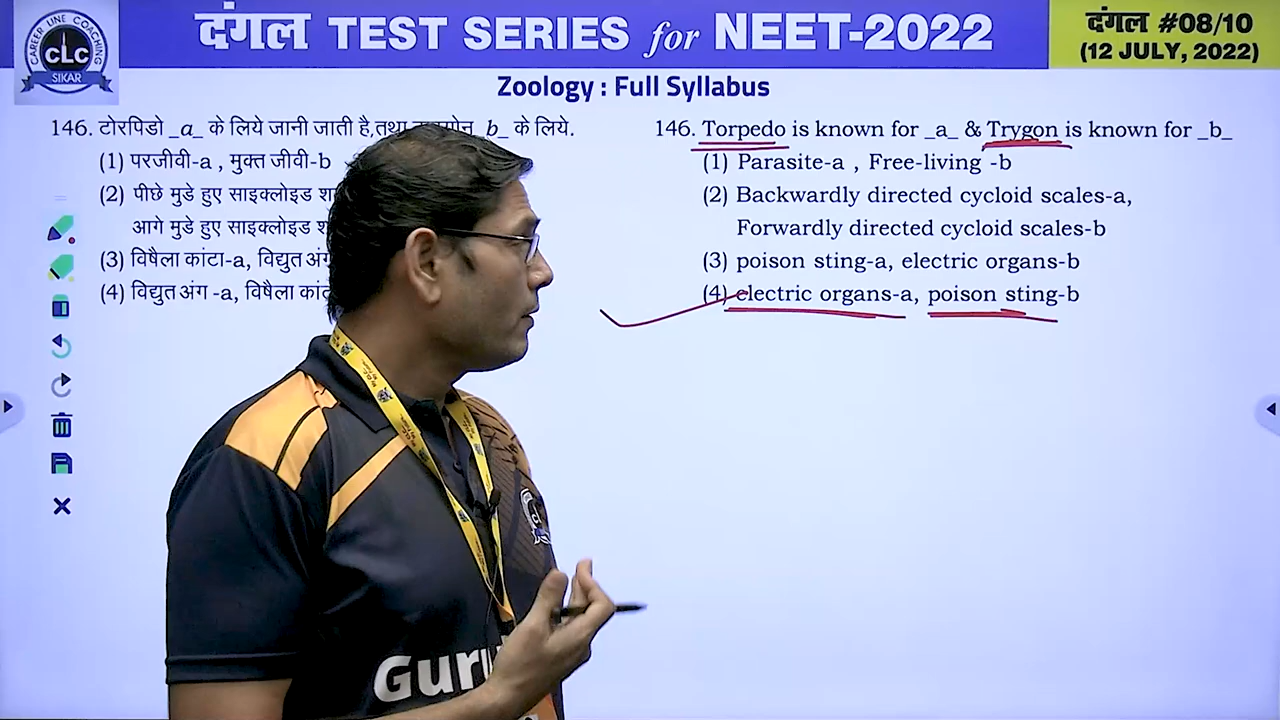 CAREER LINE COACHING
CLC
SIKAR
दंगल TEST SERIES for NEET-2022
दंगल #08/10
(12 JULY, 2022)
Zoology : Full Syllabus
146. टोरपिडो _a_ के लिये जानी जाती है,तथा _b_ के लिये.
(1) परजीवी-a , मुक्त जीवी-b
(2) पीछे मुडे हुए साइक्लोइड
आगे मुडे हुए साइक्लोइड
(3) विषैला कांटा-a, विद्युत
(4) विद्युत अंग -a, विषैला
146. Torpedo is known for _a_ & Trygon is known for _b_
(1) Parasite-a , Free-living -b
(2) Backwardly directed cycloid scales-a,
Forwardly directed cycloid scales-b
(3) poison sting-a, electric organs-b
(4) electric organs-a, poison sting-b